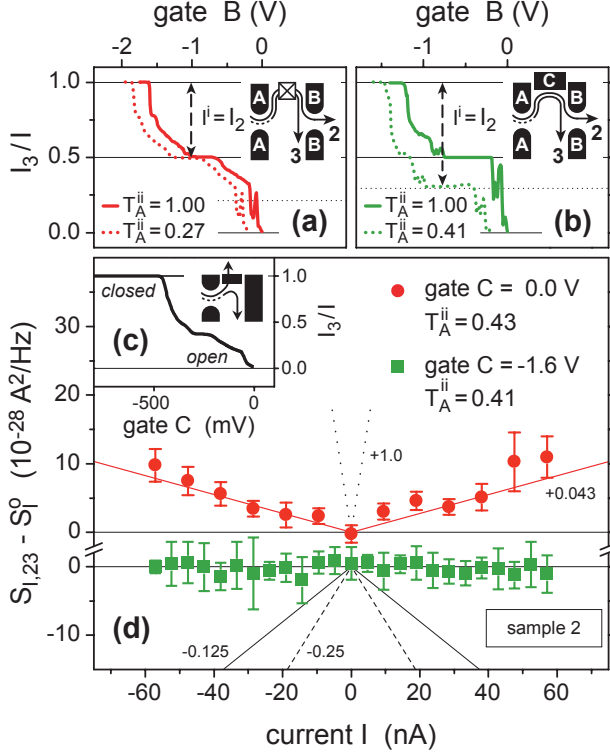 gate B (V)
gate B (V)
-2 -1 0
-1 0
1.0
0.5
0.0
I₃/I
A B
A B
I^i = I₂
2
3
T_A^ii = 1.00
T_A^ii = 0.27
(a)
A C B
A B
I^i = I₂
2
3
T_A^ii = 1.00
T_A^ii = 0.41
(b)
(c)
closed
open
1.0
0.5
0.0
I₃/I
-500 0
gate C (mV)
gate C = 0.0 V
T_A^ii = 0.43
gate C = -1.6 V
T_A^ii = 0.41
30
20
10
0
0
-10
S_I,23 - S_I^o (10⁻²⁸ A²/Hz)
+1.0
+0.043
-0.125
-0.25
(d)
sample 2
-60 -40 -20 0 20 40 60
current I (nA)